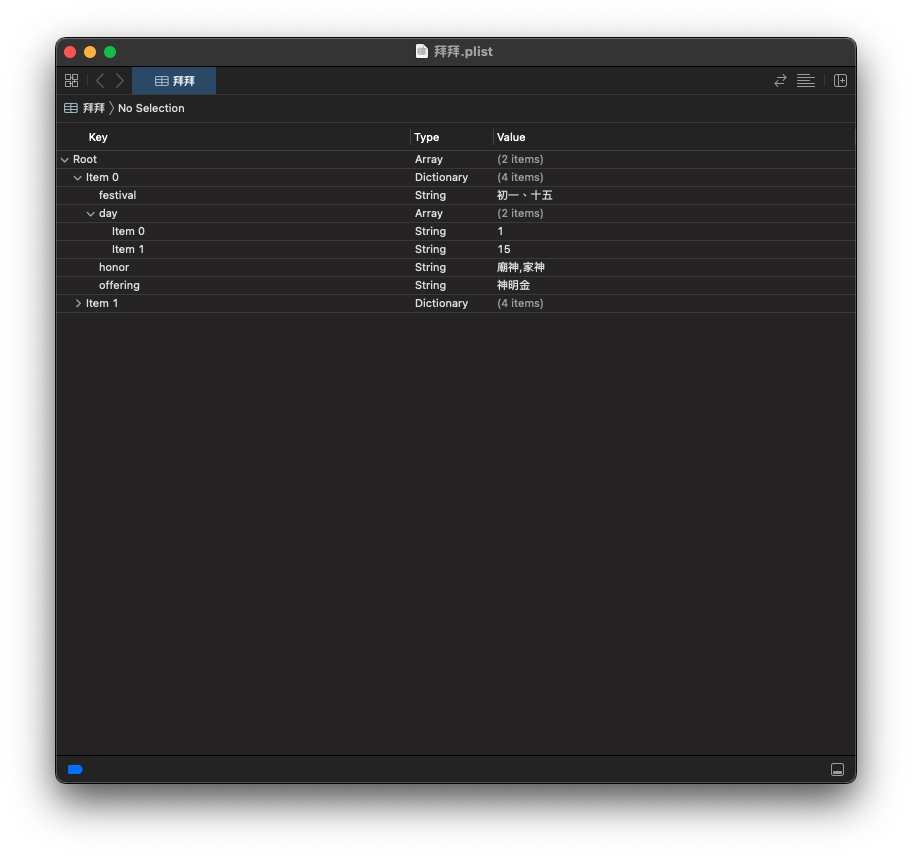 拜拜.plist
拜拜
拜拜 〉No Selection
Key Type Value
Root Array (2 items)
Item 0 Dictionary (4 items)
festival String 初一、十五
day Array (2 items)
Item 0 String 1
Item 1 String 15
honor String 廟神,家神
offering String 神明金
Item 1 Dictionary (4 items)